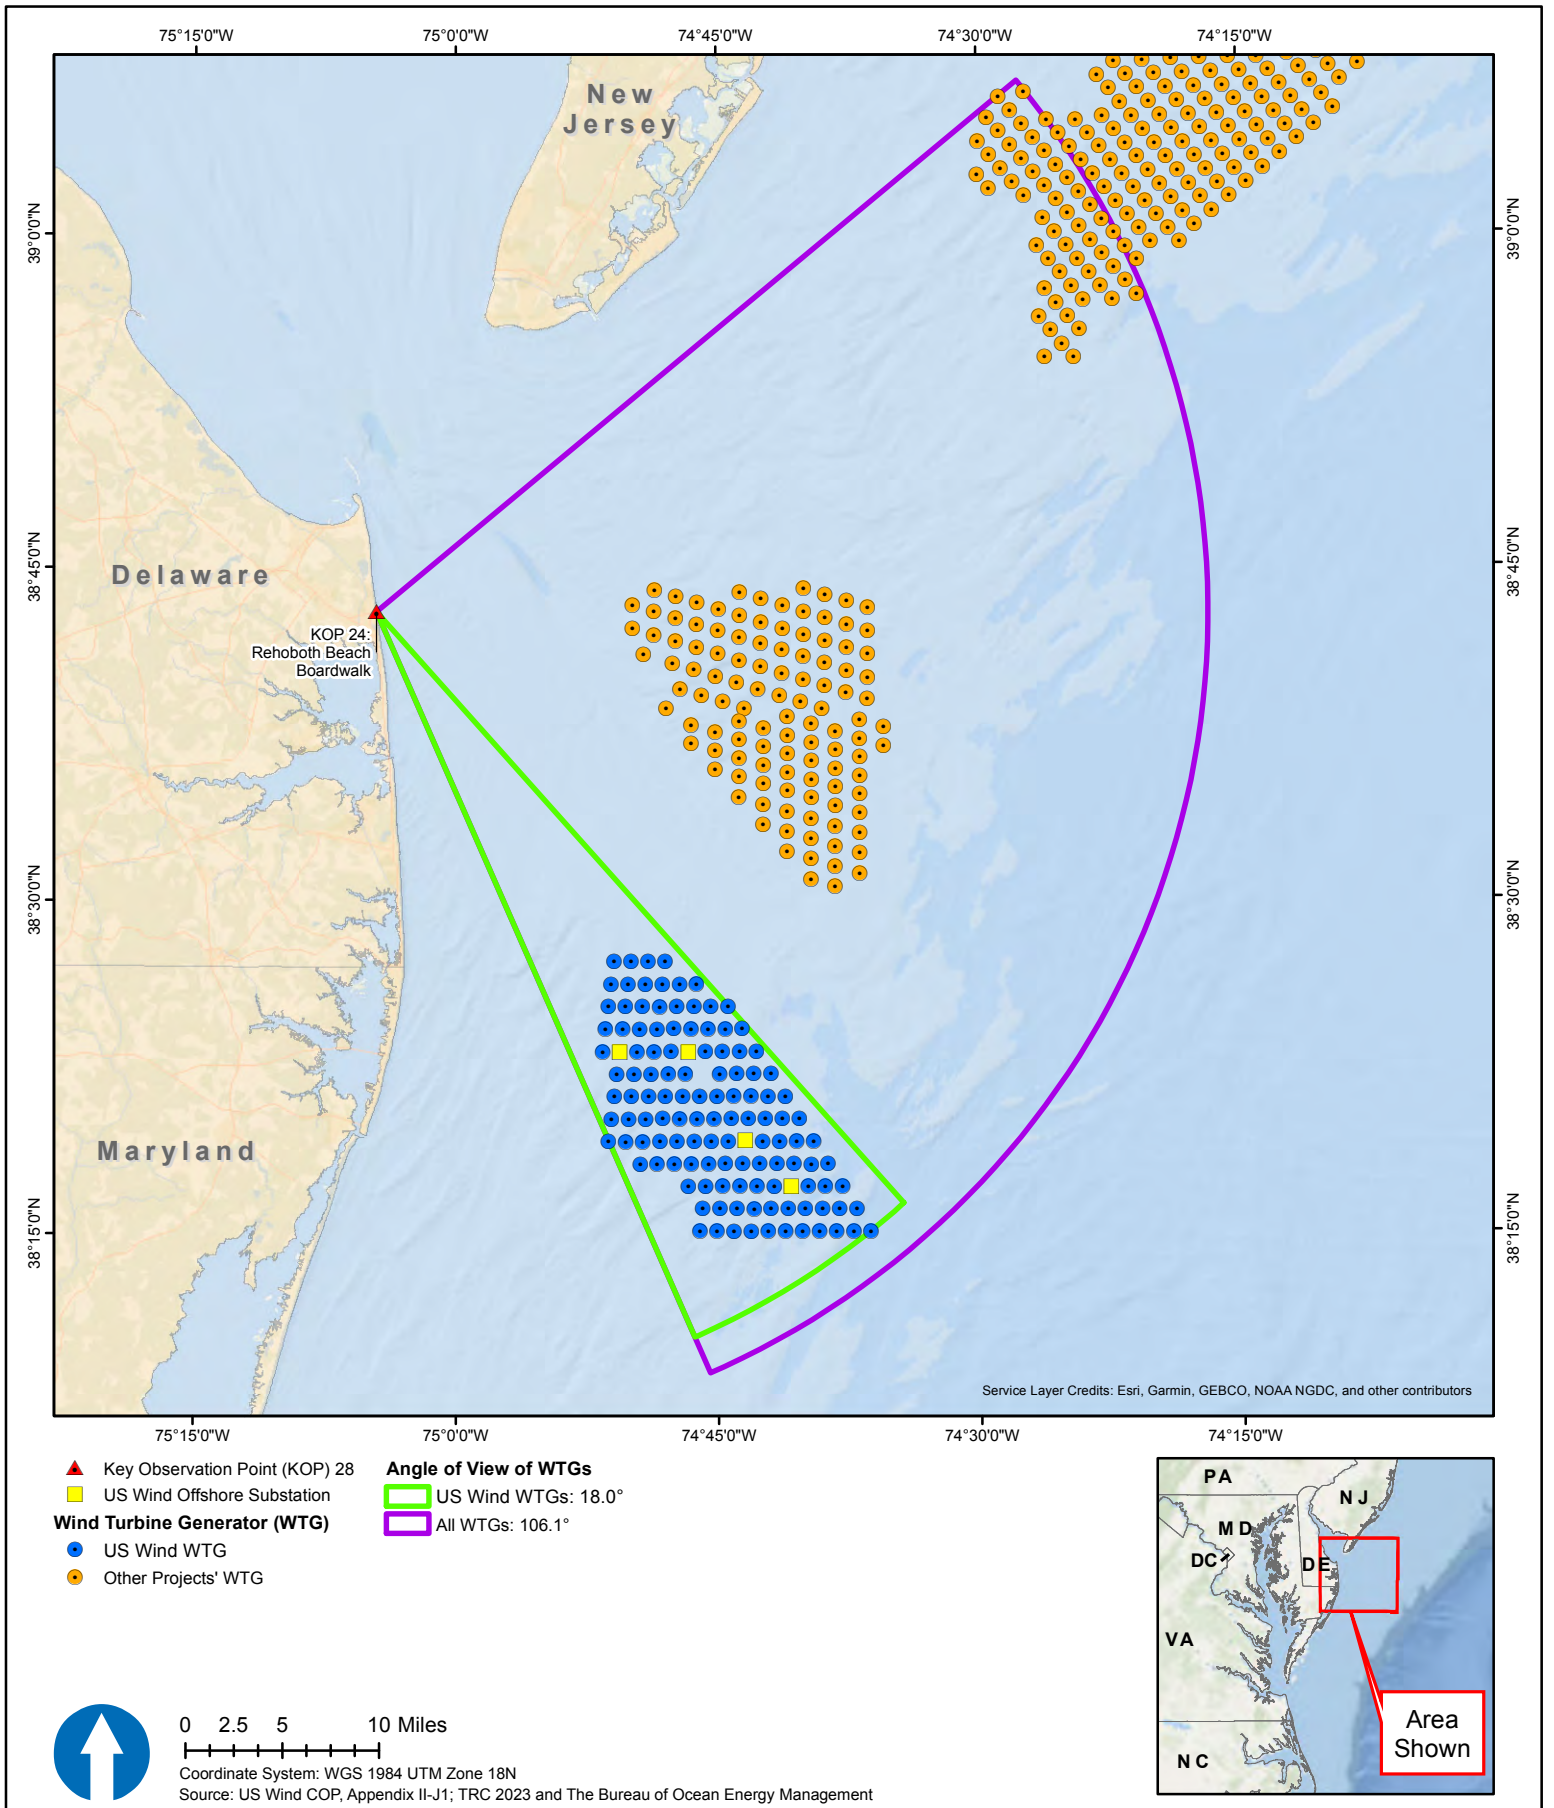 75°15'0"W 75°0'0"W 74°45'0"W 74°30'0"W 74°15'0"W
New
Jersey
39°0'0"N 39°0'0"N
38°45'0"N 38°45'0"N
Delaware
KOP 24:
Rehoboth Beach
Boardwalk
38°30'0"N 38°30'0"N
Maryland
38°15'0"N 38°15'0"N
Service Layer Credits: Esri, Garmin, GEBCO, NOAA NGDC, and other contributors
75°15'0"W 75°0'0"W 74°45'0"W 74°30'0"W 74°15'0"W
Key Observation Point (KOP) 28
US Wind Offshore Substation
Wind Turbine Generator (WTG)
US Wind WTG
Other Projects' WTG
Angle of View of WTGs
US Wind WTGs: 18.0°
All WTGs: 106.1°
PA
NJ
MD
DC
DE
VA
NC
Area
Shown
0 2.5 5 10 Miles
Coordinate System: WGS 1984 UTM Zone 18N
Source: US Wind COP, Appendix II-J1; TRC 2023 and The Bureau of Ocean Energy Management